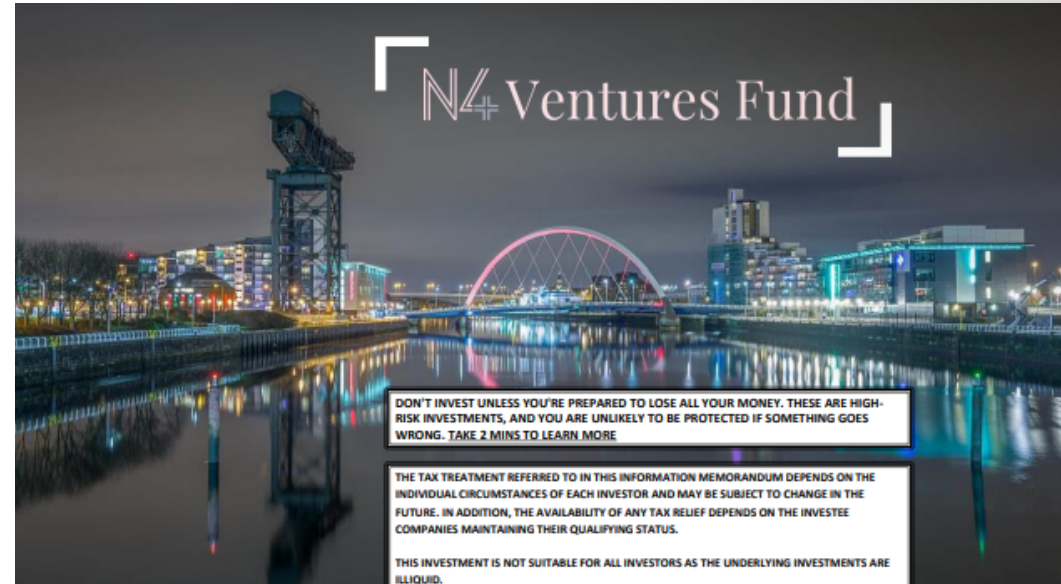 N4 Ventures Fund
DON'T INVEST UNLESS YOU'RE PREPARED TO LOSE ALL YOUR MONEY. THESE ARE HIGH-
RISK INVESTMENTS, AND YOU ARE UNLIKELY TO BE PROTECTED IF SOMETHING GOES
WRONG. TAKE 2 MINS TO LEARN MORE
THE TAX TREATMENT REFERRED TO IN THIS INFORMATION MEMORANDUM DEPENDS ON THE
INDIVIDUAL CIRCUMSTANCES OF EACH INVESTOR AND MAY BE SUBJECT TO CHANGE IN THE
FUTURE. IN ADDITION, THE AVAILABILITY OF ANY TAX RELIEF DEPENDS ON THE INVESTEE
COMPANIES MAINTAINING THEIR QUALIFYING STATUS.
THIS INVESTMENT IS NOT SUITABLE FOR ALL INVESTORS AS THE UNDERLYING INVESTMENTS ARE
ILLIQUID.